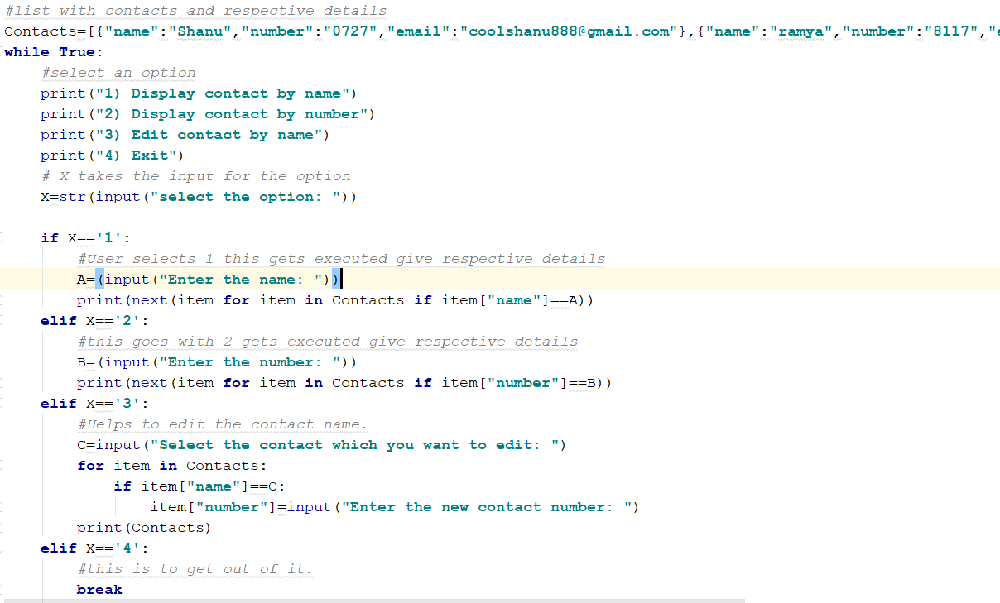 #list with contacts and respective details
Contacts=[{"name":"Shanu","number":"0727","email":"coolshanu888@gmail.com"},{"name":"ramya","number":"8117","e
while True:
    #select an option
    print("1) Display contact by name")
    print("2) Display contact by number")
    print("3) Edit contact by name")
    print("4) Exit")
    # X takes the input for the option
    X=str(input("select the option: "))
    if X=='1':
        #User selects 1 this gets executed give respective details
        A=(input("Enter the name: "))
        print(next(item for item in Contacts if item["name"]==A))
    elif X=='2':
        #this goes with 2 gets executed give respective details
        B=(input("Enter the number: "))
        print(next(item for item in Contacts if item["number"]==B))
    elif X=='3':
        #Helps to edit the contact name.
        C=input("Select the contact which you want to edit: ")
        for item in Contacts:
            if item["name"]==C:
                item["number"]=input("Enter the new contact number: ")
        print(Contacts)
    elif X=='4':
        #this is to get out of it.
        break